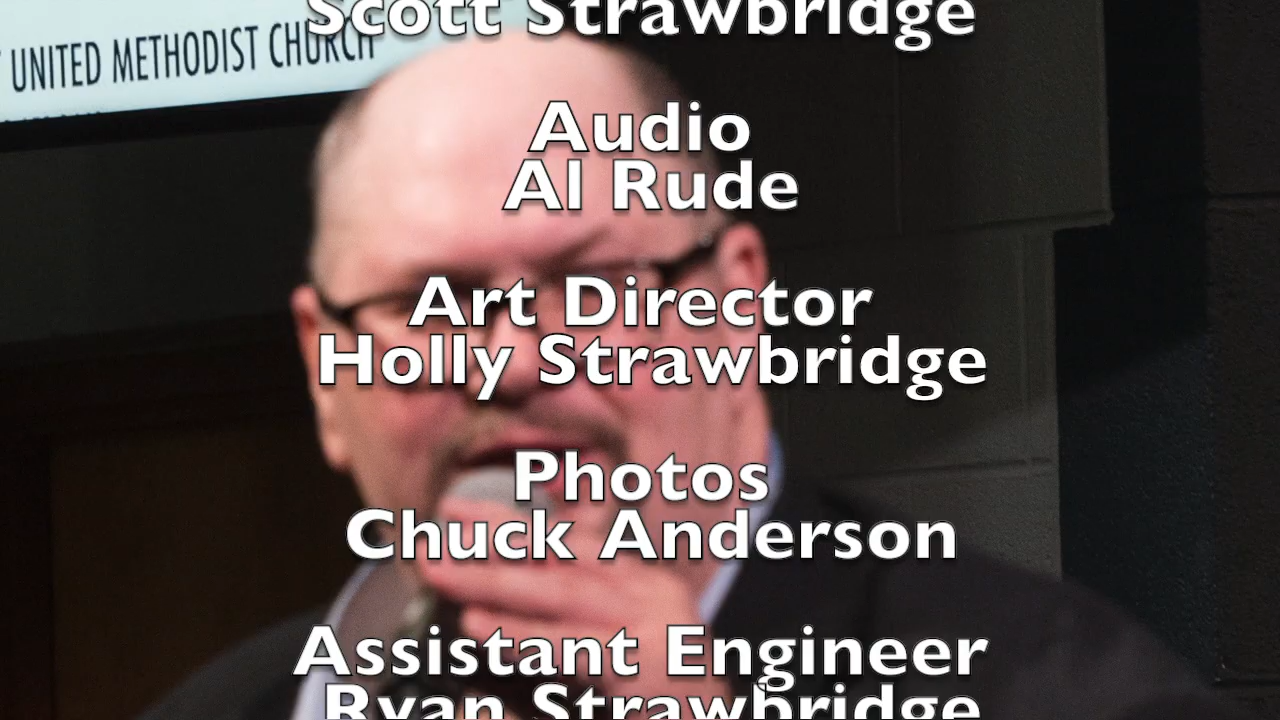 Scott Strawbridge
UNITED METHODIST CHURCH
Audio
Al Rude
Art Director
Holly Strawbridge
Photos
Chuck Anderson
Assistant Engineer
Ryan Strawbridge